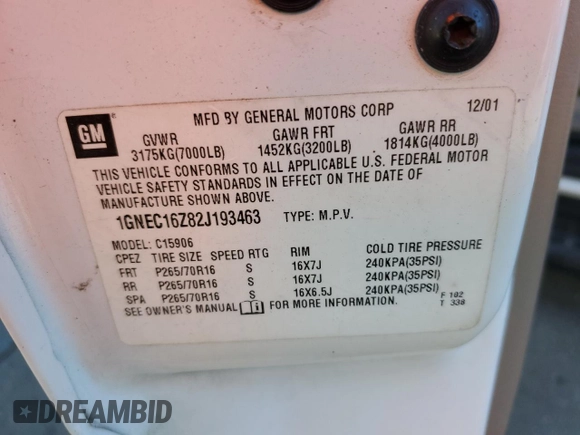 MFD BY GENERAL MOTORS CORP 12/01
GM
GVWR GAWR FRT GAWR RR
3175KG(7000LB) 1452KG(3200LB) 1814KG(4000LB)
THIS VEHICLE CONFORMS TO ALL APPLICABLE U.S. FEDERAL MOTOR
VEHICLE SAFETY STANDARDS IN EFFECT ON THE DATE OF
MANUFACTURE SHOWN ABOVE.
1GNEC16Z82J193463 TYPE: M.P.V.
MODEL: C15906
CPEZ TIRE SIZE SPEED RTG RIM COLD TIRE PRESSURE
FRT P265/70R16 S 16X7J 240KPA(35PSI)
RR P265/70R16 S 16X7J 240KPA(35PSI)
SPA P265/70R16 S 16X6.5J 240KPA(35PSI)
SEE OWNER'S MANUAL i FOR MORE INFORMATION.
F 102
T 338
DREAMBID